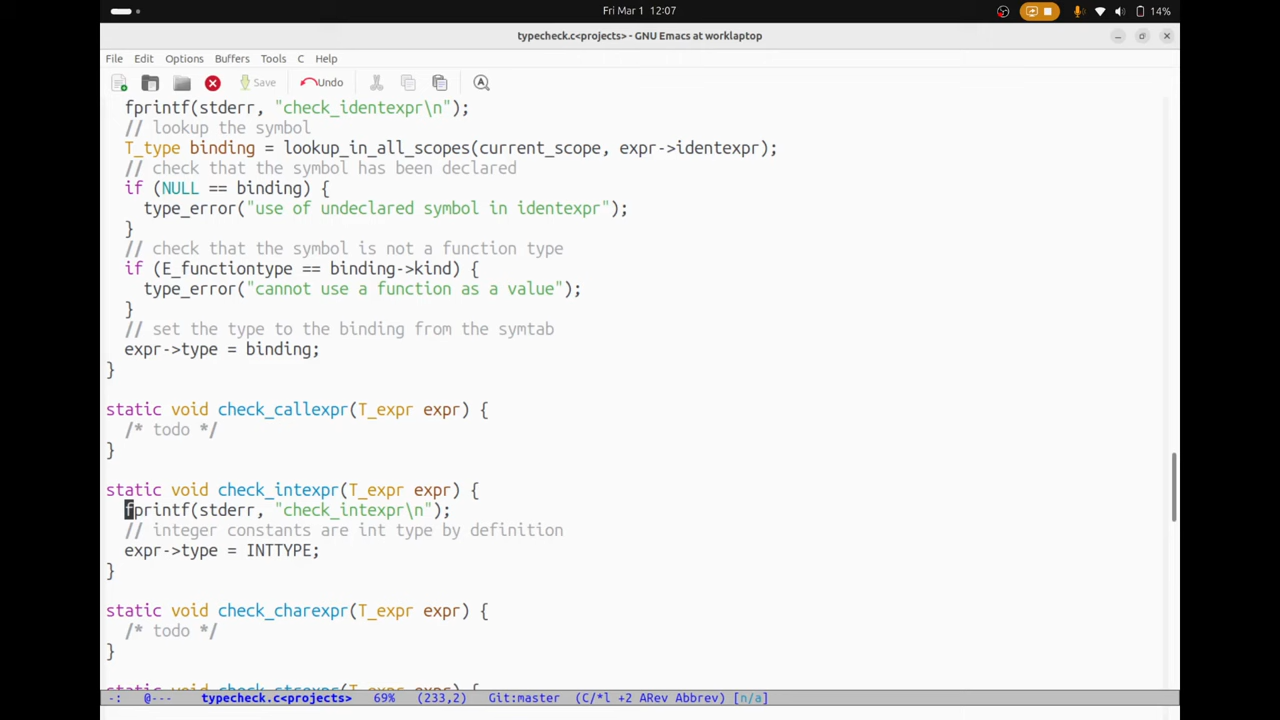 Fri Mar 1 12:07
14%
typecheck.c<projects> - GNU Emacs at worklaptop
File Edit Options Buffers Tools C Help
Save Undo
fprintf(stderr, "check_identexpr\n");
// lookup the symbol
T_type binding = lookup_in_all_scopes(current_scope, expr->identexpr);
// check that the symbol has been declared
if (NULL == binding) {
type_error("use of undeclared symbol in identexpr");
}
// check that the symbol is not a function type
if (E_functiontype == binding->kind) {
type_error("cannot use a function as a value");
}
// set the type to the binding from the symtab
expr->type = binding;
}
static void check_callexpr(T_expr expr) {
/* todo */
}
static void check_intexpr(T_expr expr) {
fprintf(stderr, "check_intexpr\n");
// integer constants are int type by definition
expr->type = INTTYPE;
}
static void check_charexpr(T_expr expr) {
/* todo */
}
static void check_strexpr(T_expr expr) {
-: @--- typecheck.c<projects> 69% (233,2) Git:master (C/*l +2 ARev Abbrev) [n/a]